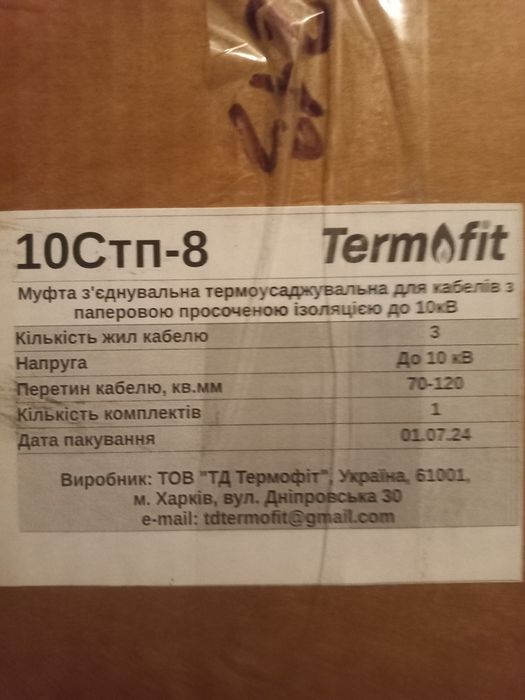 10Стп-8 Termofit
Муфта з'єднувальна термоусаджувальна для кабелів з
паперовою просоченою ізоляцією до 10кВ
Кількість жил кабелю 3
Напруга До 10 кВ
Перетин кабелю, кв.мм 70-120
Кількість комплектів 1
Дата пакування 01.07.24
Виробник: ТОВ "ТД Термофіт", Україна, 61001,
м. Харків, вул. Дніпровська 30
e-mail: tdtermofit@gmail.com